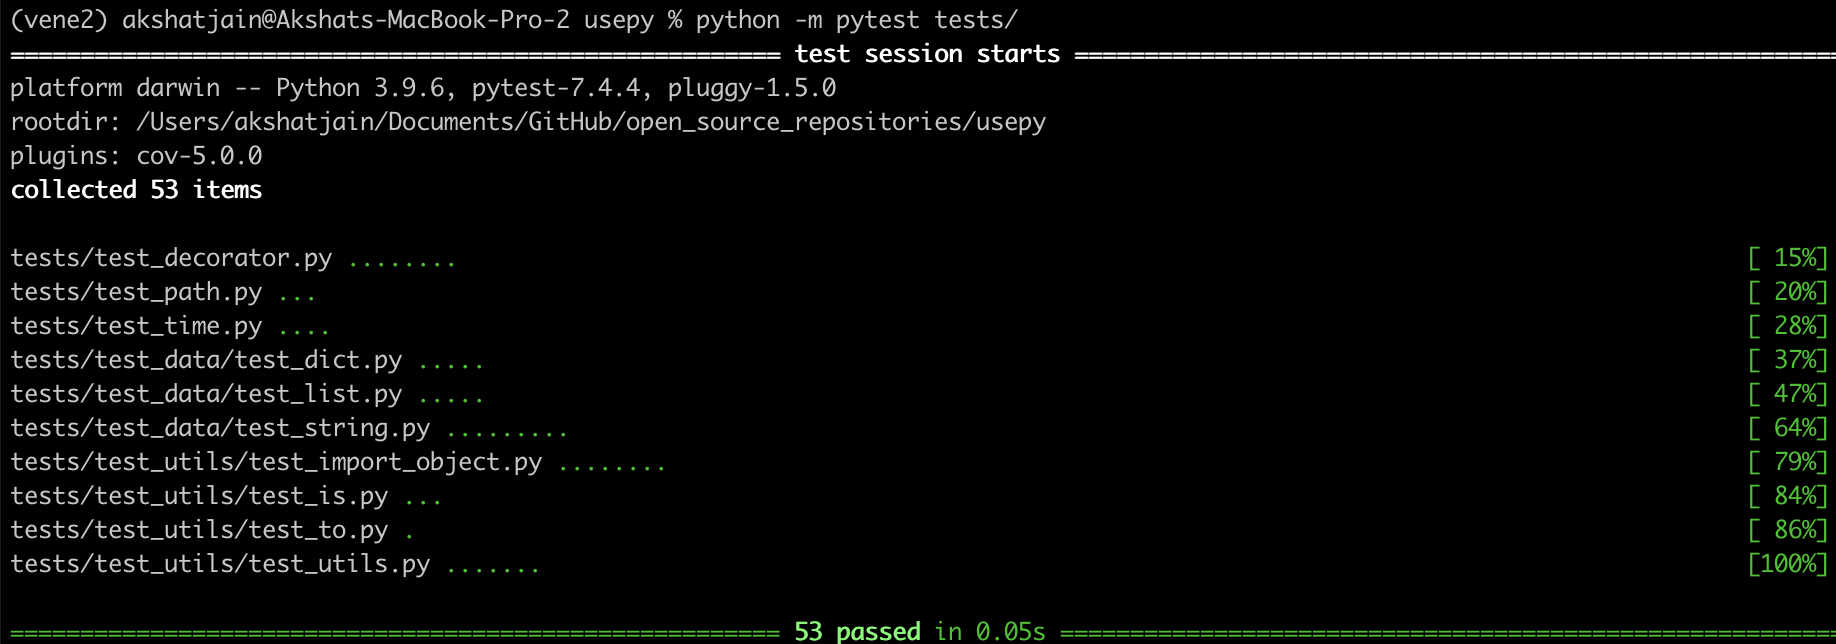 (vene2) akshatjain@Akshats-MacBook-Pro-2 usepy % python -m pytest tests/
======================================================= test session starts =======================================================
platform darwin -- Python 3.9.6, pytest-7.4.4, pluggy-1.5.0
rootdir: /Users/akshatjain/Documents/GitHub/open_source_repositories/usepy
plugins: cov-5.0.0
collected 53 items
tests/test_decorator.py ........ [ 15%]
tests/test_path.py ... [ 20%]
tests/test_time.py .... [ 28%]
tests/test_data/test_dict.py ..... [ 37%]
tests/test_data/test_list.py ..... [ 47%]
tests/test_data/test_string.py ......... [ 64%]
tests/test_utils/test_import_object.py ........ [ 79%]
tests/test_utils/test_is.py ... [ 84%]
tests/test_utils/test_to.py . [ 86%]
tests/test_utils/test_utils.py ....... [100%]
======================================================= 53 passed in 0.05s ========================================================